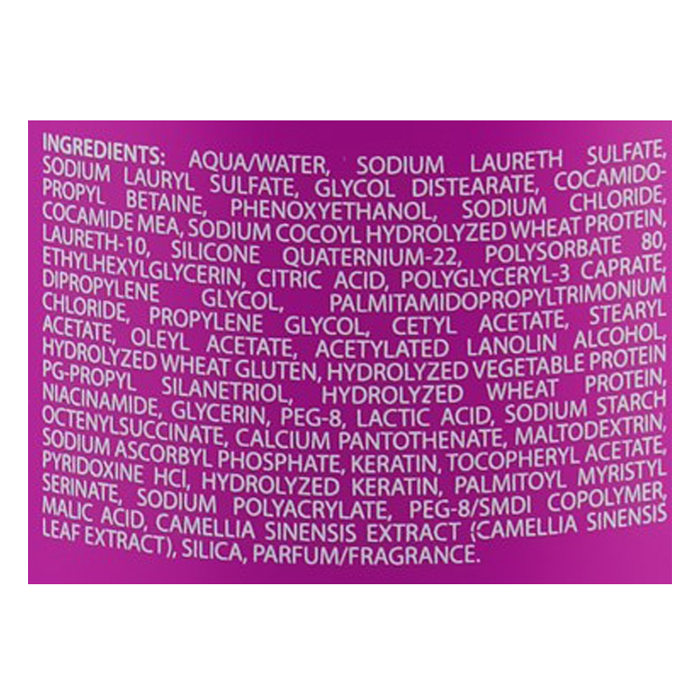 INGREDIENTS: AQUA/WATER, SODIUM LAURETH SULFATE,
SODIUM LAURYL SULFATE, GLYCOL DISTEARATE, COCAMIDO-
PROPYL BETAINE, PHENOXYETHANOL, SODIUM CHLORIDE,
COCAMIDE MEA, SODIUM COCOYL HYDROLYZED WHEAT PROTEIN,
LAURETH-10, SILICONE QUATERNIUM-22, POLYSORBATE 80,
ETHYLHEXYLGLYCERIN, CITRIC ACID, POLYGLYCERYL-3 CAPRATE,
DIPROPYLENE GLYCOL, PALMITAMIDOPROPYLTRIMONIUM
CHLORIDE, PROPYLENE GLYCOL, CETYL ACETATE, STEARYL
ACETATE, OLEYL ACETATE, ACETYLATED LANOLIN ALCOHOL,
HYDROLYZED WHEAT GLUTEN, HYDROLYZED VEGETABLE PROTEIN
PG-PROPYL SILANETRIOL, HYDROLYZED WHEAT PROTEIN,
NIACINAMIDE, GLYCERIN, PEG-8, LACTIC ACID, SODIUM STARCH
OCTENYLSUCCINATE, CALCIUM PANTOTHENATE, MALTODEXTRIN,
SODIUM ASCORBYL PHOSPHATE, KERATIN, TOCOPHERYL ACETATE,
PYRIDOXINE HCl, HYDROLYZED KERATIN, PALMITOYL MYRISTYL
SERINATE, SODIUM POLYACRYLATE, PEG-8/SMDI COPOLYMER,
MALIC ACID, CAMELLIA SINENSIS EXTRACT (CAMELLIA SINENSIS
LEAF EXTRACT), SILICA, PARFUM/FRAGRANCE.